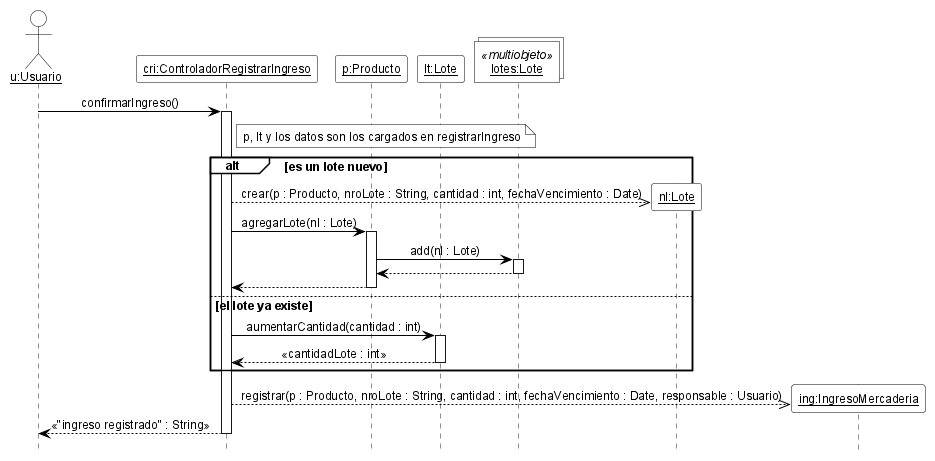 «multiobjeto»
u:Usuario
cri:ControladorRegistrarIngreso
p:Producto
lt:Lote
lotes:Lote
confirmarIngreso()
p, lt y los datos son los cargados en registrarIngreso
alt
[es un lote nuevo]
crear(p : Producto, nroLote : String, cantidad : int, fechaVencimiento : Date)
nl:Lote
agregarLote(nl : Lote)
add(nl : Lote)
[el lote ya existe]
aumentarCantidad(cantidad : int)
«cantidadLote : int»
registrar(p : Producto, nroLote : String, cantidad : int, fechaVencimiento : Date, responsable : Usuario)
ing:IngresoMercaderia
«"ingreso registrado" : String»